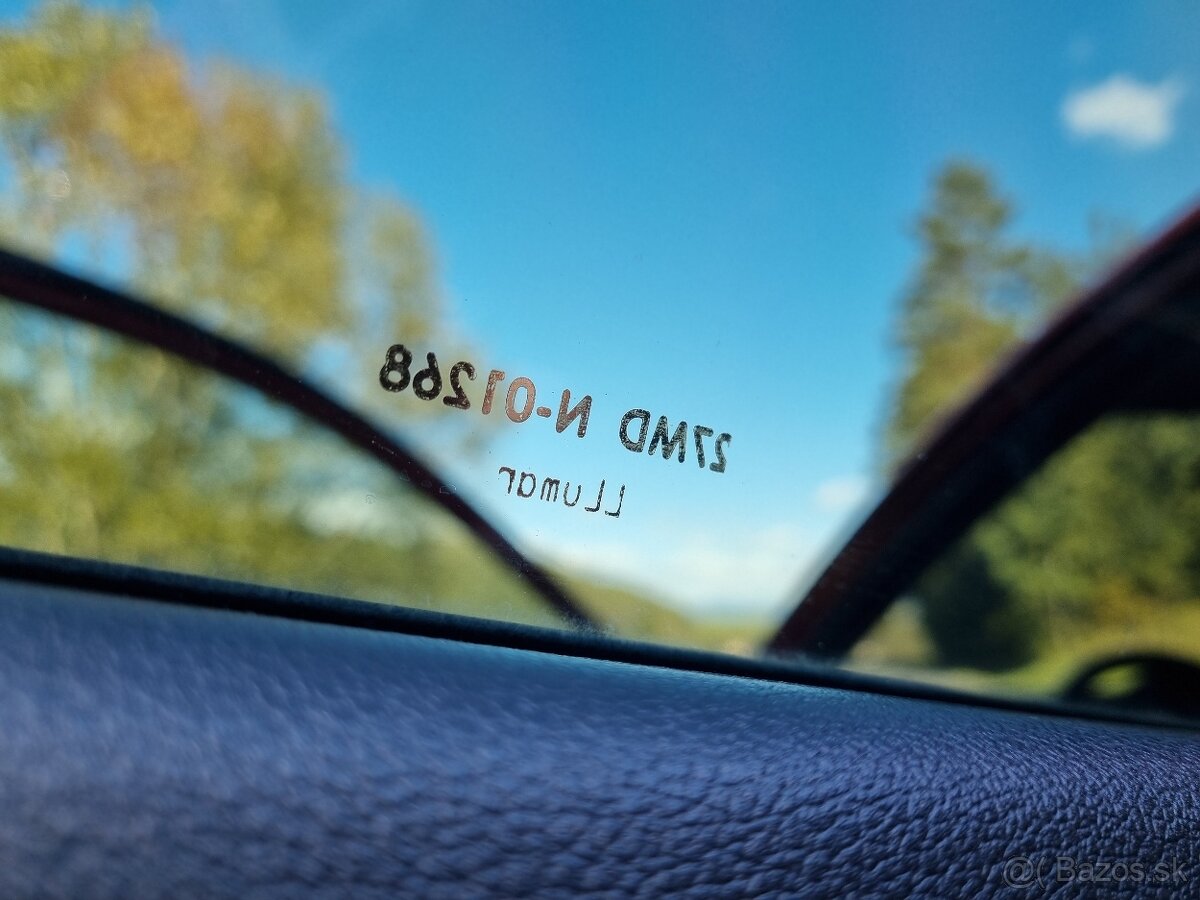 27MD N-01268
LLumar
@( Bazos.sk